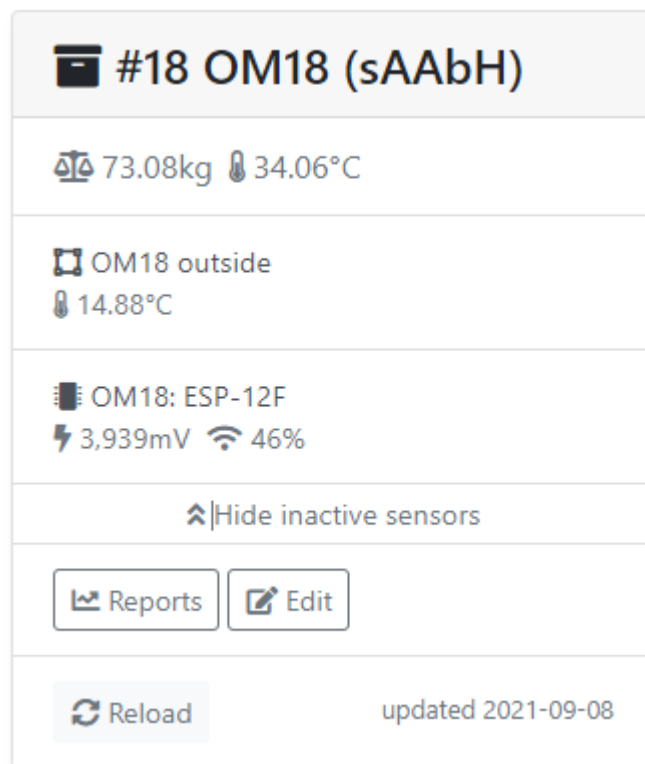 #18 OM18 (sAAbH)
73.08kg 34.06°C
OM18 outside
14.88°C
OM18: ESP-12F
3,939mV 46%
Hide inactive sensors
Reports Edit
Reload updated 2021-09-08